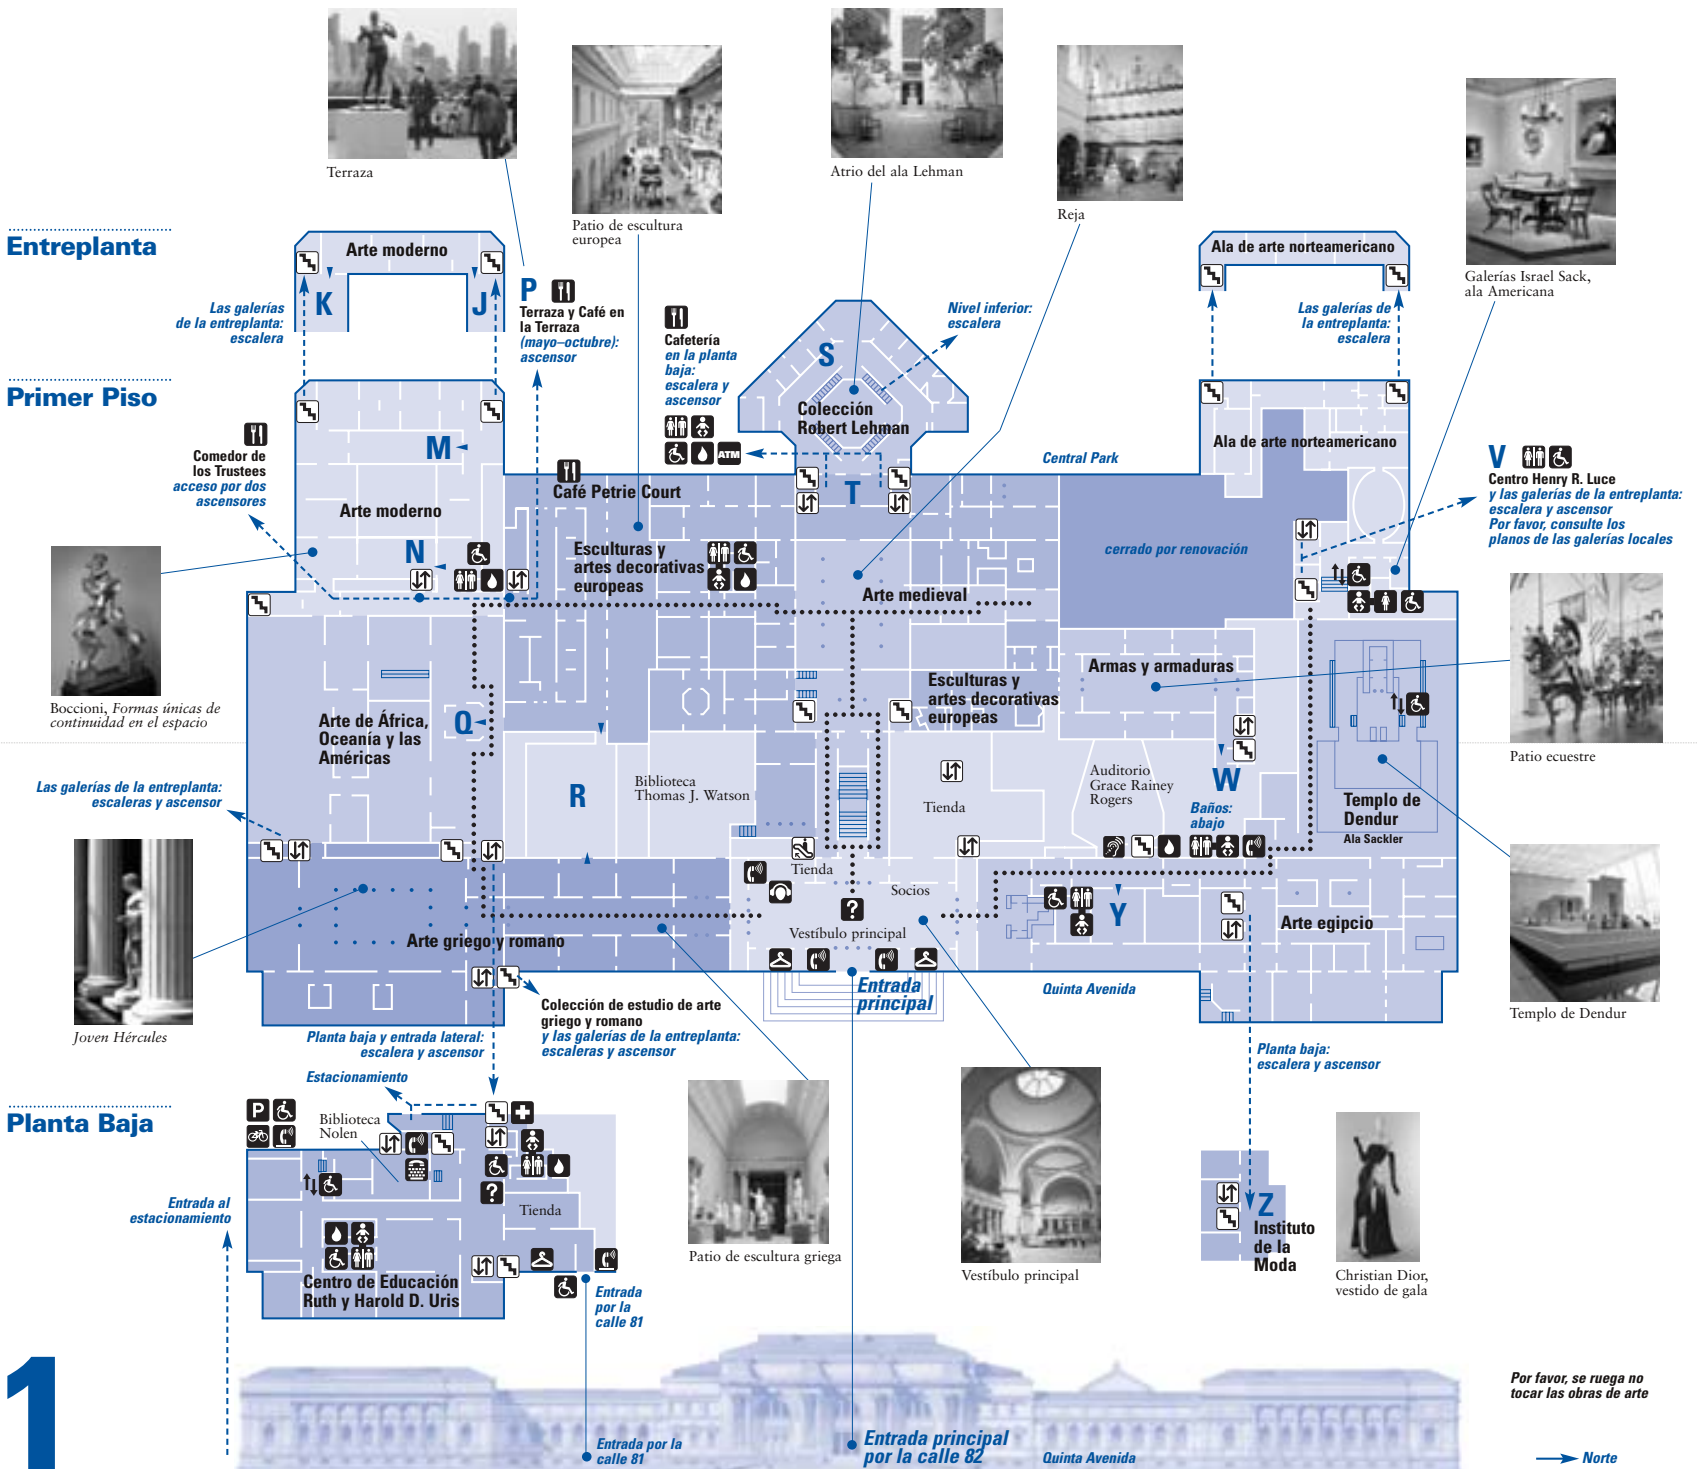 Terraza
Patio de escultura
europea
Atrio del ala Lehman
Reja
Galerías Israel Sack,
ala Americana
Entreplanta
Arte moderno
K
J
Las galerías
de la entreplanta:
escalera
P
Terraza y Café en
la Terraza
(mayo–octubre):
ascensor
Cafetería
en la planta
baja:
escalera y
ascensor
ATM
Nivel inferior:
escalera
S
Colección
Robert Lehman
T
Ala de arte norteamericano
Las galerías de
la entreplanta:
escalera
Primer Piso
Comedor de
los Trustees
acceso por dos
ascensores
M
Arte moderno
N
Café Petrie Court
Esculturas y
artes decorativas
europeas
Central Park
Arte medieval
cerrado por renovación
Ala de arte norteamericano
V
Centro Henry R. Luce
y las galerías de la entreplanta:
escalera y ascensor
Por favor, consulte los
planos de las galerías locales
Boccioni, Formas únicas de
continuidad en el espacio
Arte de África,
Oceanía y las
Américas
Q
R
Biblioteca
Thomas J. Watson
Esculturas y
artes decorativas
europeas
Armas y armaduras
Tienda
Auditorio
Grace Rainey
Rogers
W
Baños:
abajo
Templo de
Dendur
Ala Sackler
Patio ecuestre
Las galerías de la entreplanta:
escaleras y ascensor
Joven Hércules
Tienda
Socios
?
Vestíbulo principal
Arte griego y romano
Y
Arte egipcio
Templo de Dendur
Entrada
principal
Quinta Avenida
Colección de estudio de arte
griego y romano
y las galerías de la entreplanta:
escaleras y ascensor
Planta baja y entrada lateral:
escalera y ascensor
Planta baja:
escalera y ascensor
Planta Baja
Estacionamiento
P
Biblioteca
Nolen
?
Tienda
Entrada al
estacionamiento
Centro de Educación
Ruth y Harold D. Uris
Entrada
por la
calle 81
Patio de escultura griega
Vestíbulo principal
Z
Instituto
de la
Moda
Christian Dior,
vestido de gala
1
Entrada por la
calle 81
Entrada principal
por la calle 82
Quinta Avenida
Por favor, se ruega no
tocar las obras de arte
Norte